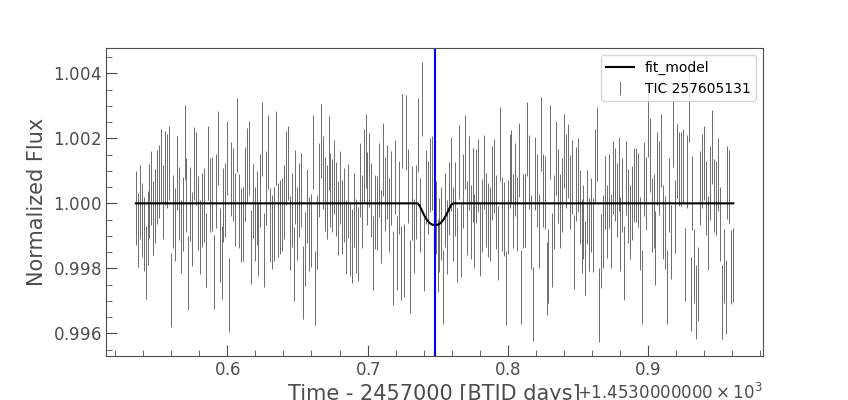 1.004
1.002
1.000
0.998
0.996
Normalized Flux
fit_model
TIC 257605131
0.6 0.7 0.8 0.9
Time - 2457000 [BTJD days]
+1.4530000000 × 10³